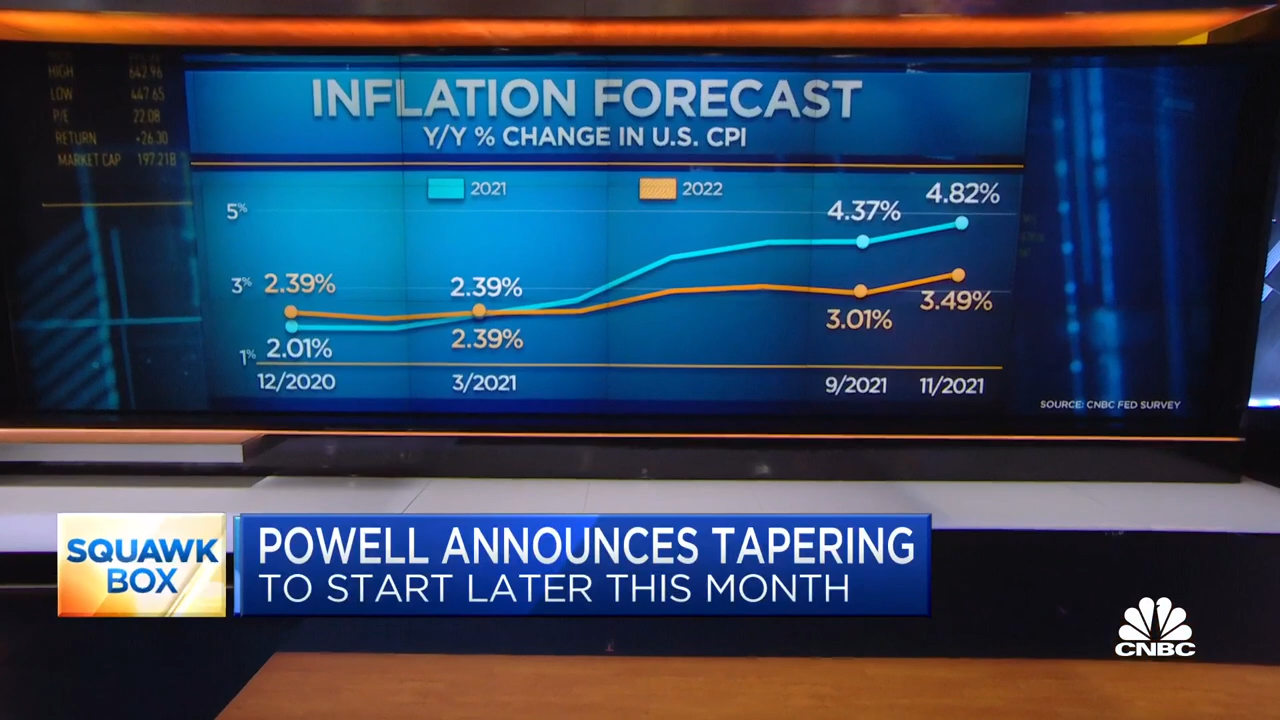 HIGH 642.96
LOW 447.65
P/E 22.08
RETURN -26.30
MARKET CAP 197.21B
INFLATION FORECAST
Y/Y % CHANGE IN U.S. CPI
2021
2022
5%
3%
1%
2.39%
2.01%
2.39%
2.39%
4.37%
4.82%
3.01%
3.49%
12/2020
3/2021
9/2021
11/2021
SOURCE: CNBC FED SURVEY
SQUAWK
BOX
POWELL ANNOUNCES TAPERING
TO START LATER THIS MONTH
CNBC